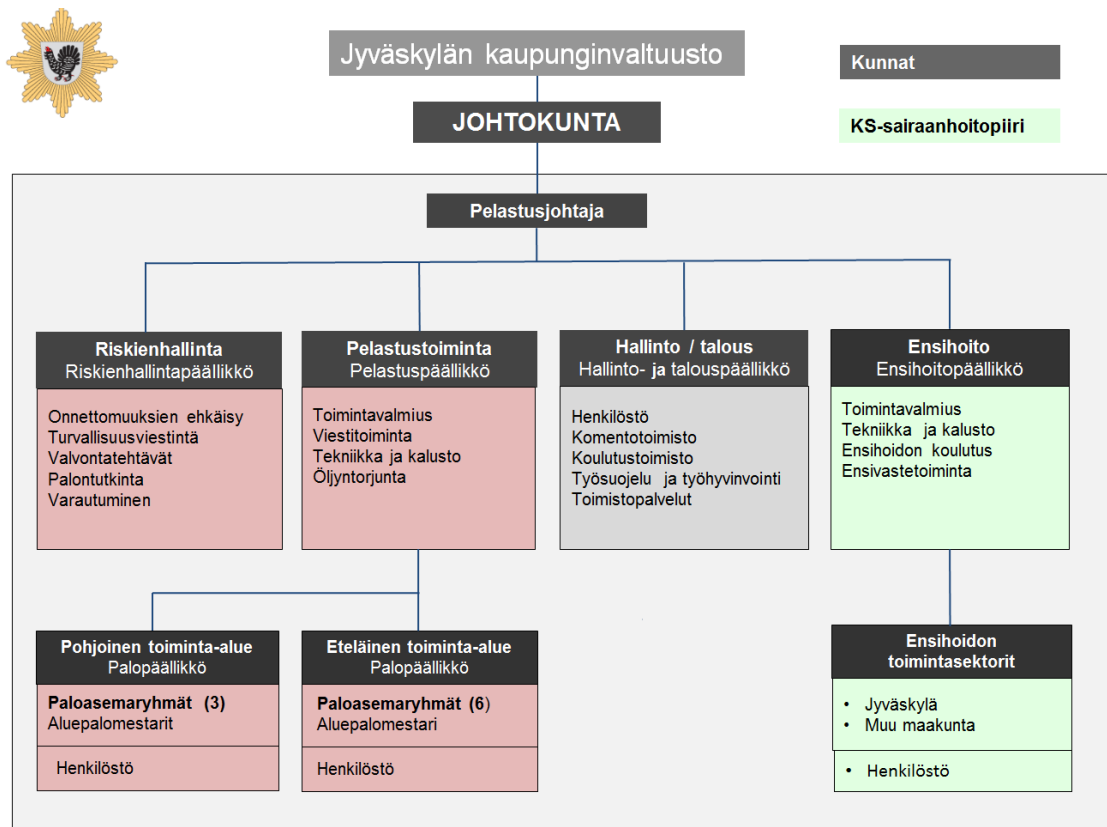 Jyväskylän kaupunginvaltuusto
Kunnat
JOHTOKUNTA
KS-sairaanhoitopiiri
Pelastusjohtaja
Riskienhallinta
Riskienhallintapäällikkö
Onnettomuuksien ehkäisy
Turvallisuusviestintä
Valvontatehtävät
Palontutkinta
Varautuminen
Pelastustoiminta
Pelastuspäällikkö
Toimintavalmius
Viestitoiminta
Tekniikka ja kalusto
Öljyntorjunta
Hallinto / talous
Hallinto- ja talouspäällikkö
Henkilöstö
Komentotoimisto
Koulutustoimisto
Työsuojelu ja työhyvinvointi
Toimistopalvelut
Ensihoito
Ensihoitopäällikkö
Toimintavalmius
Tekniikka ja kalusto
Ensihoidon koulutus
Ensivastetoiminta
Pohjoinen toiminta-alue
Palopäällikkö
Paloasemaryhmät (3)
Aluepalomestarit
Henkilöstö
Eteläinen toiminta-alue
Palopäällikkö
Paloasemaryhmät (6)
Aluepalomestari
Henkilöstö
Ensihoidon
toimintasektorit
• Jyväskylä
• Muu maakunta
• Henkilöstö